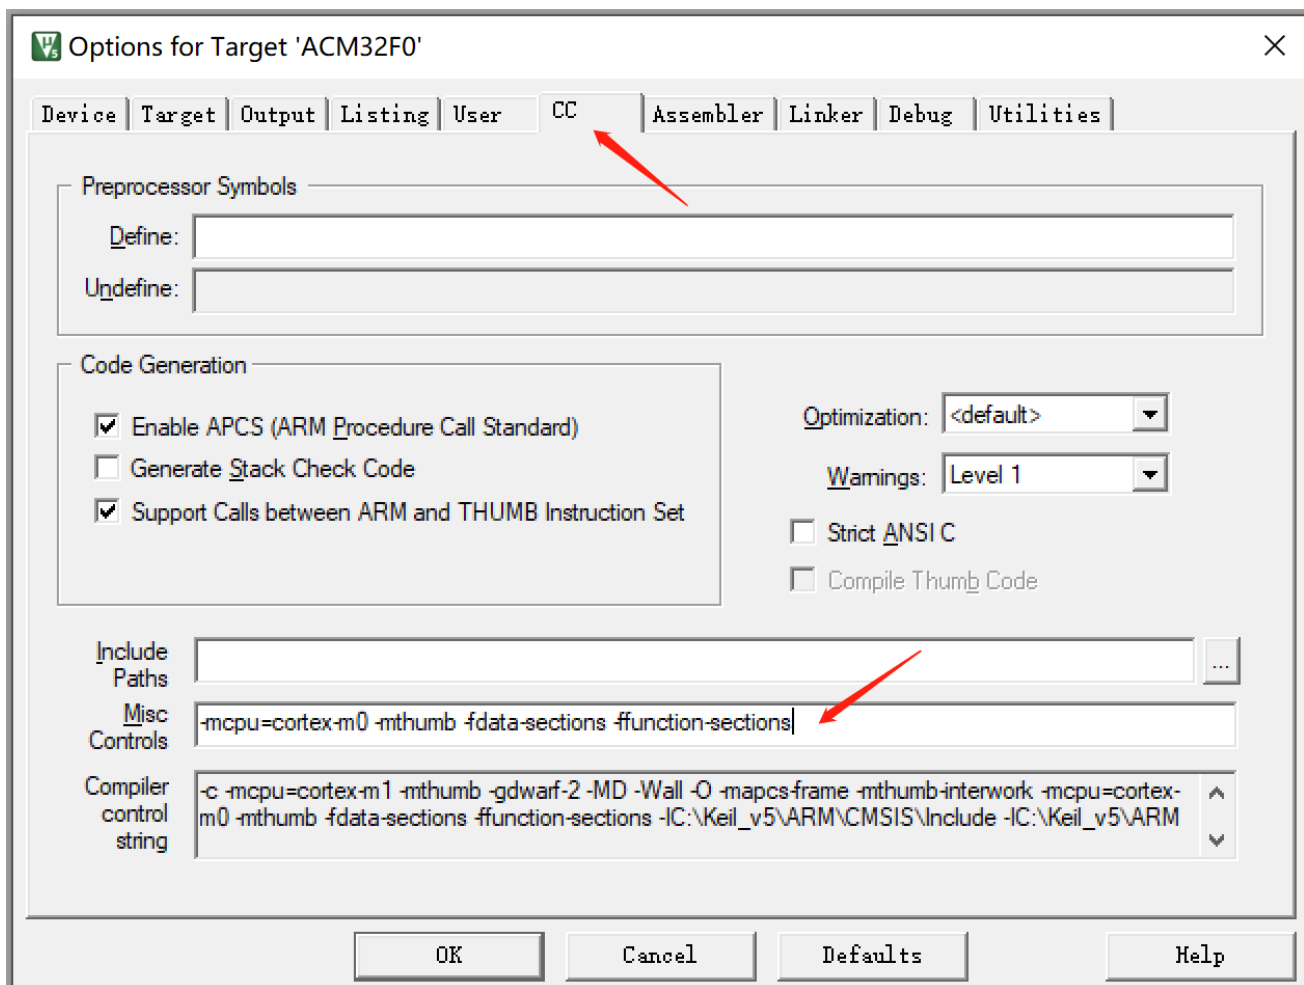 Options for Target 'ACM32F0'
Device Target Output Listing User CC Assembler Linker Debug Utilities
Preprocessor Symbols
Define:
Undefine:
Code Generation
Enable APCS (ARM Procedure Call Standard)
Generate Stack Check Code
Support Calls between ARM and THUMB Instruction Set
Optimization: <default>
Warnings: Level 1
Strict ANSI C
Compile Thumb Code
Include
Paths
...
Misc
Controls
-mcpu=cortex-m0 -mthumb -fdata-sections -ffunction-sections
Compiler
control
string
-c -mcpu=cortex-m1 -mthumb -gdwarf-2 -MD -Wall -O -mapcs-frame -mthumb-interwork -mcpu=cortex-
m0 -mthumb -fdata-sections -ffunction-sections -IC:\Keil_v5\ARM\CMSIS\Include -IC:\Keil_v5\ARM
OK Cancel Defaults Help